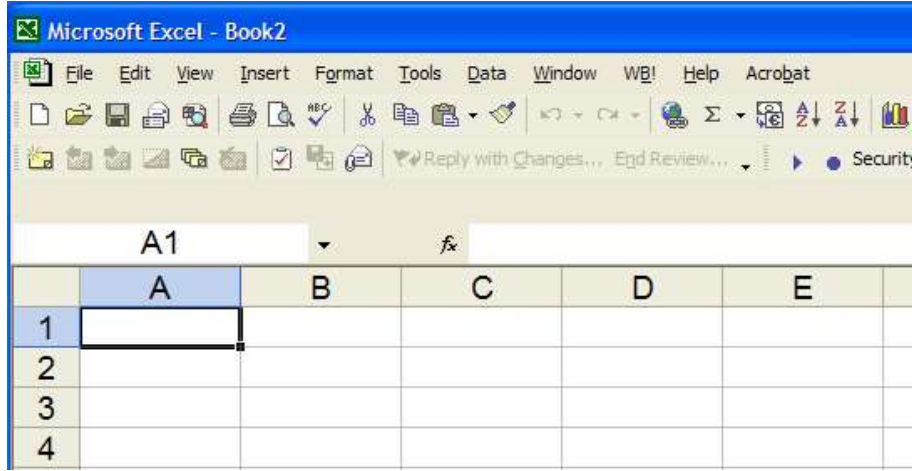 Microsoft Excel - Book2
File Edit View Insert Format Tools Data Window WB! Help Acrobat
ABC Σ A Z Z A
Reply with Changes... End Review... Security
A1 fx
A B C D E
1
2
3
4